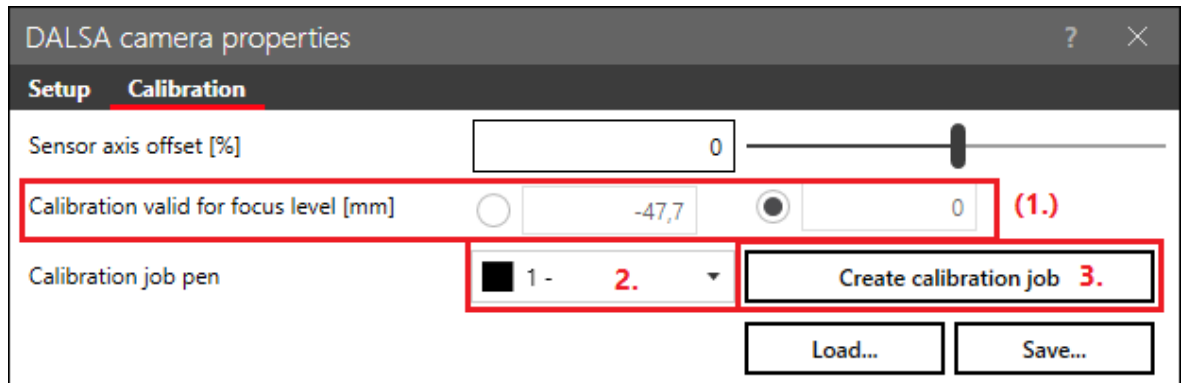 DALSA camera properties ? ×
Setup Calibration
Sensor axis offset [%] 0
Calibration valid for focus level [mm] -47,7 0 (1.)
Calibration job pen 1 - 2. Create calibration job 3.
Load... Save...